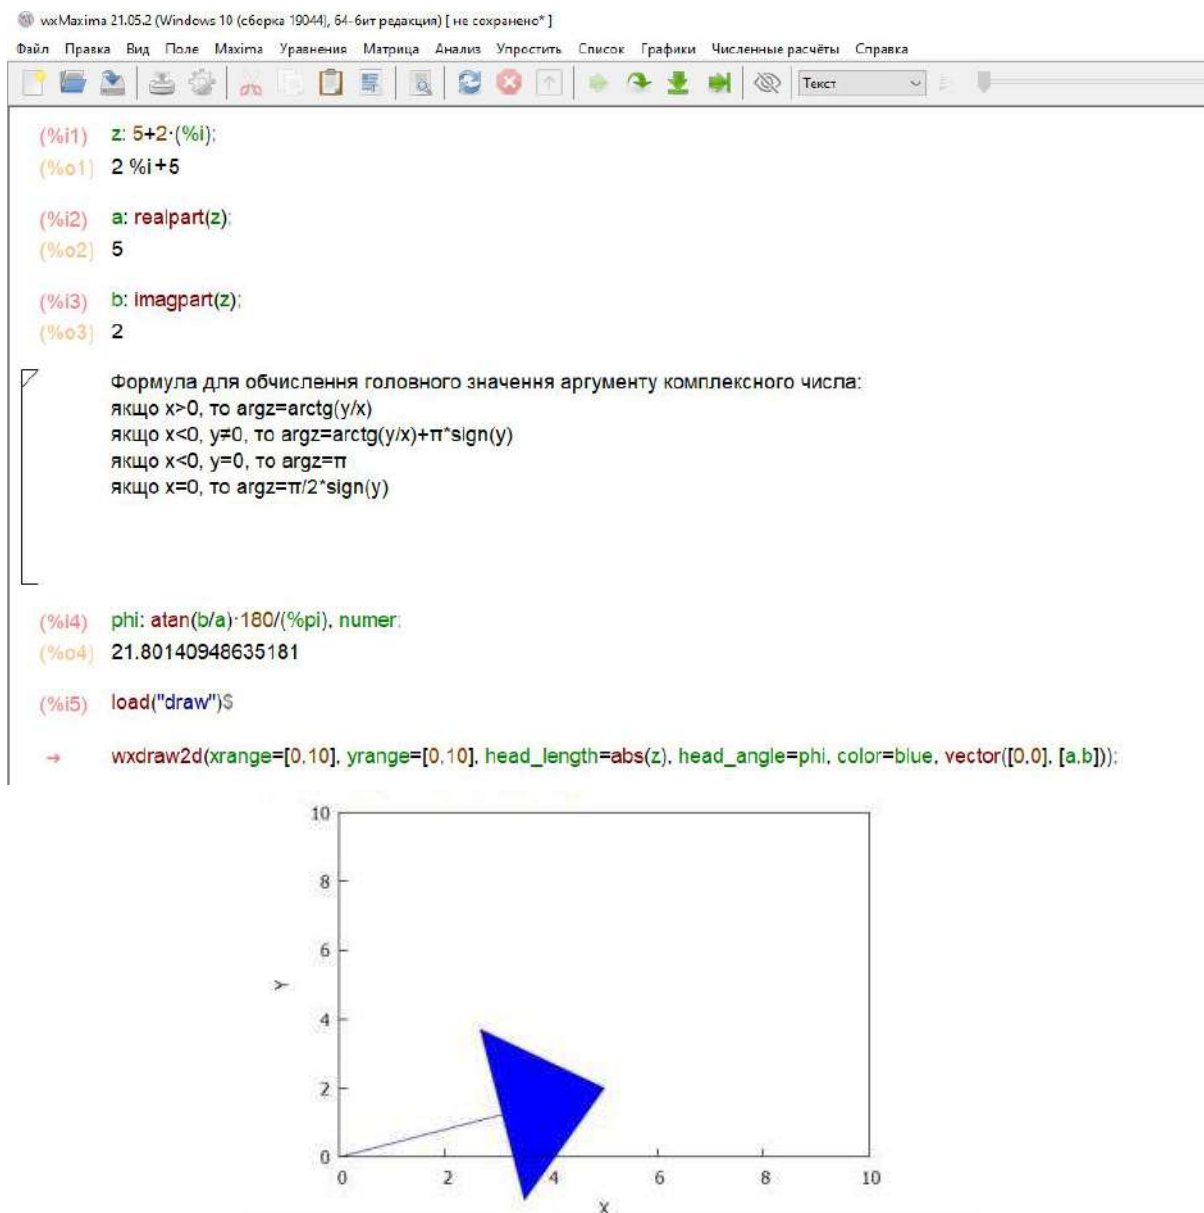 wxMaxima 21.05.2 (Windows 10 (сборка 19044), 64-бит редакция) [ не сохранено* ]
Файл Правка Вид Поле Maxima Уравнения Матрица Анализ Упростить Список Графики Численные расчёты Справка
Текст
(%i1) z: 5+2·(%i);
(%o1) 2 %i+5
(%i2) a: realpart(z);
(%o2) 5
(%i3) b: imagpart(z);
(%o3) 2
Формула для обчислення головного значення аргументу комплексного числа:
якщо x>0, то argz=arctg(y/x)
якщо x<0, y≠0, то argz=arctg(y/x)+π*sign(y)
якщо x<0, y=0, то argz=π
якщо x=0, то argz=π/2*sign(y)
(%i4) phi: atan(b/a)·180/(%pi), numer;
(%o4) 21.80140948635181
(%i5) load("draw")$
wxdraw2d(xrange=[0,10], yrange=[0,10], head_length=abs(z), head_angle=phi, color=blue, vector([0,0], [a,b]));
10
8
6
Y
4
2
0
0 2 4 6 8 10
X